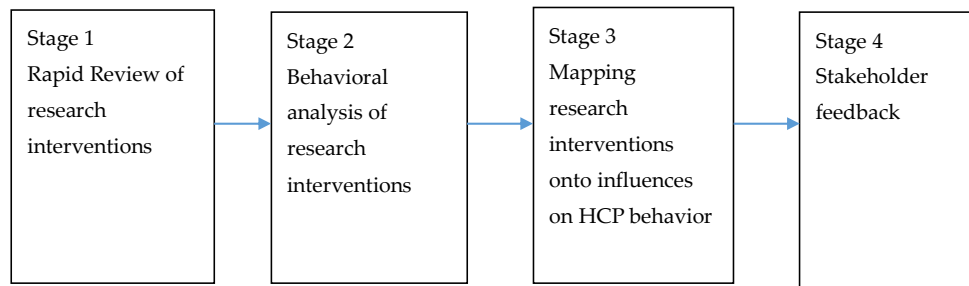 Stage 1
Rapid Review of
research
interventions
Stage 2
Behavioral
analysis of
research
interventions
Stage 3
Mapping
research
interventions
onto influences
on HCP behavior
Stage 4
Stakeholder
feedback